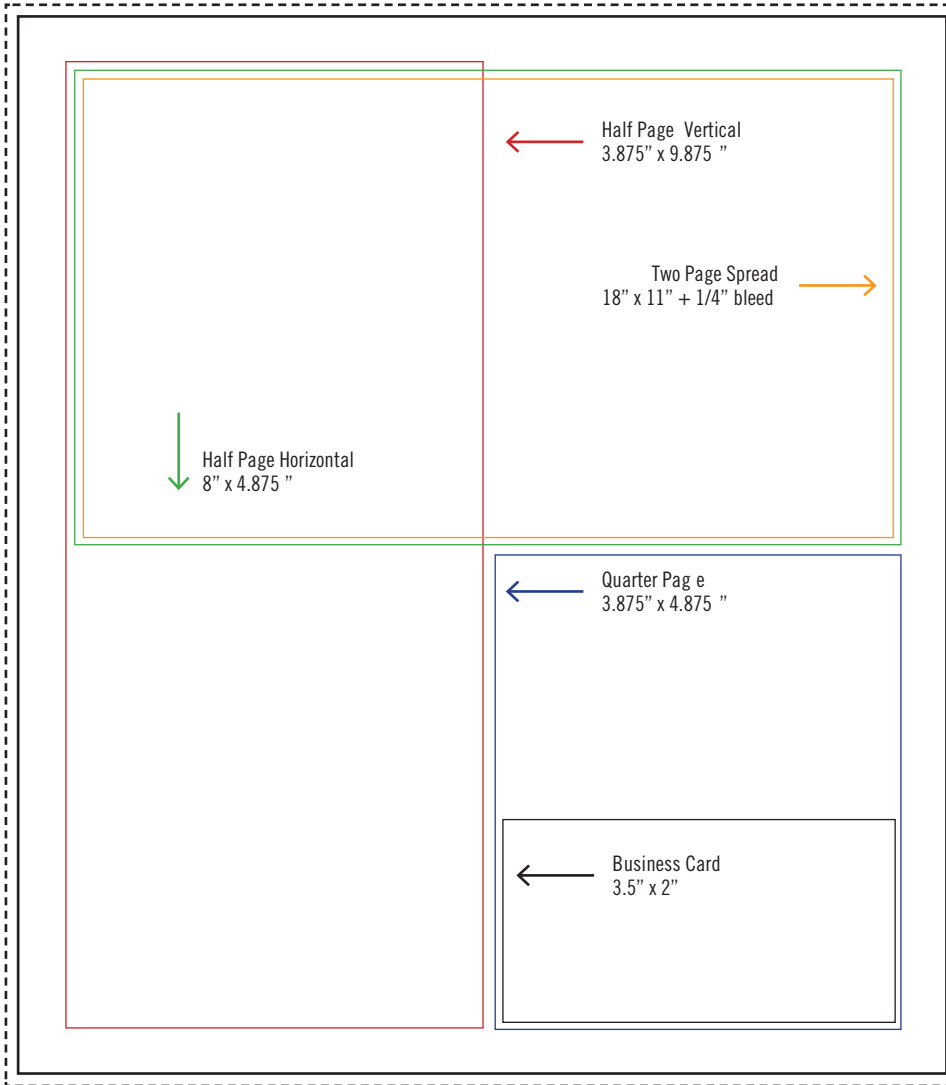 Half Page Vertical
3.875” x 9.875 ”
Two Page Spread
18” x 11” + 1/4” bleed
Half Page Horizontal
8” x 4.875 ”
Quarter Pag e
3.875” x 4.875 ”
Business Card
3.5” x 2”